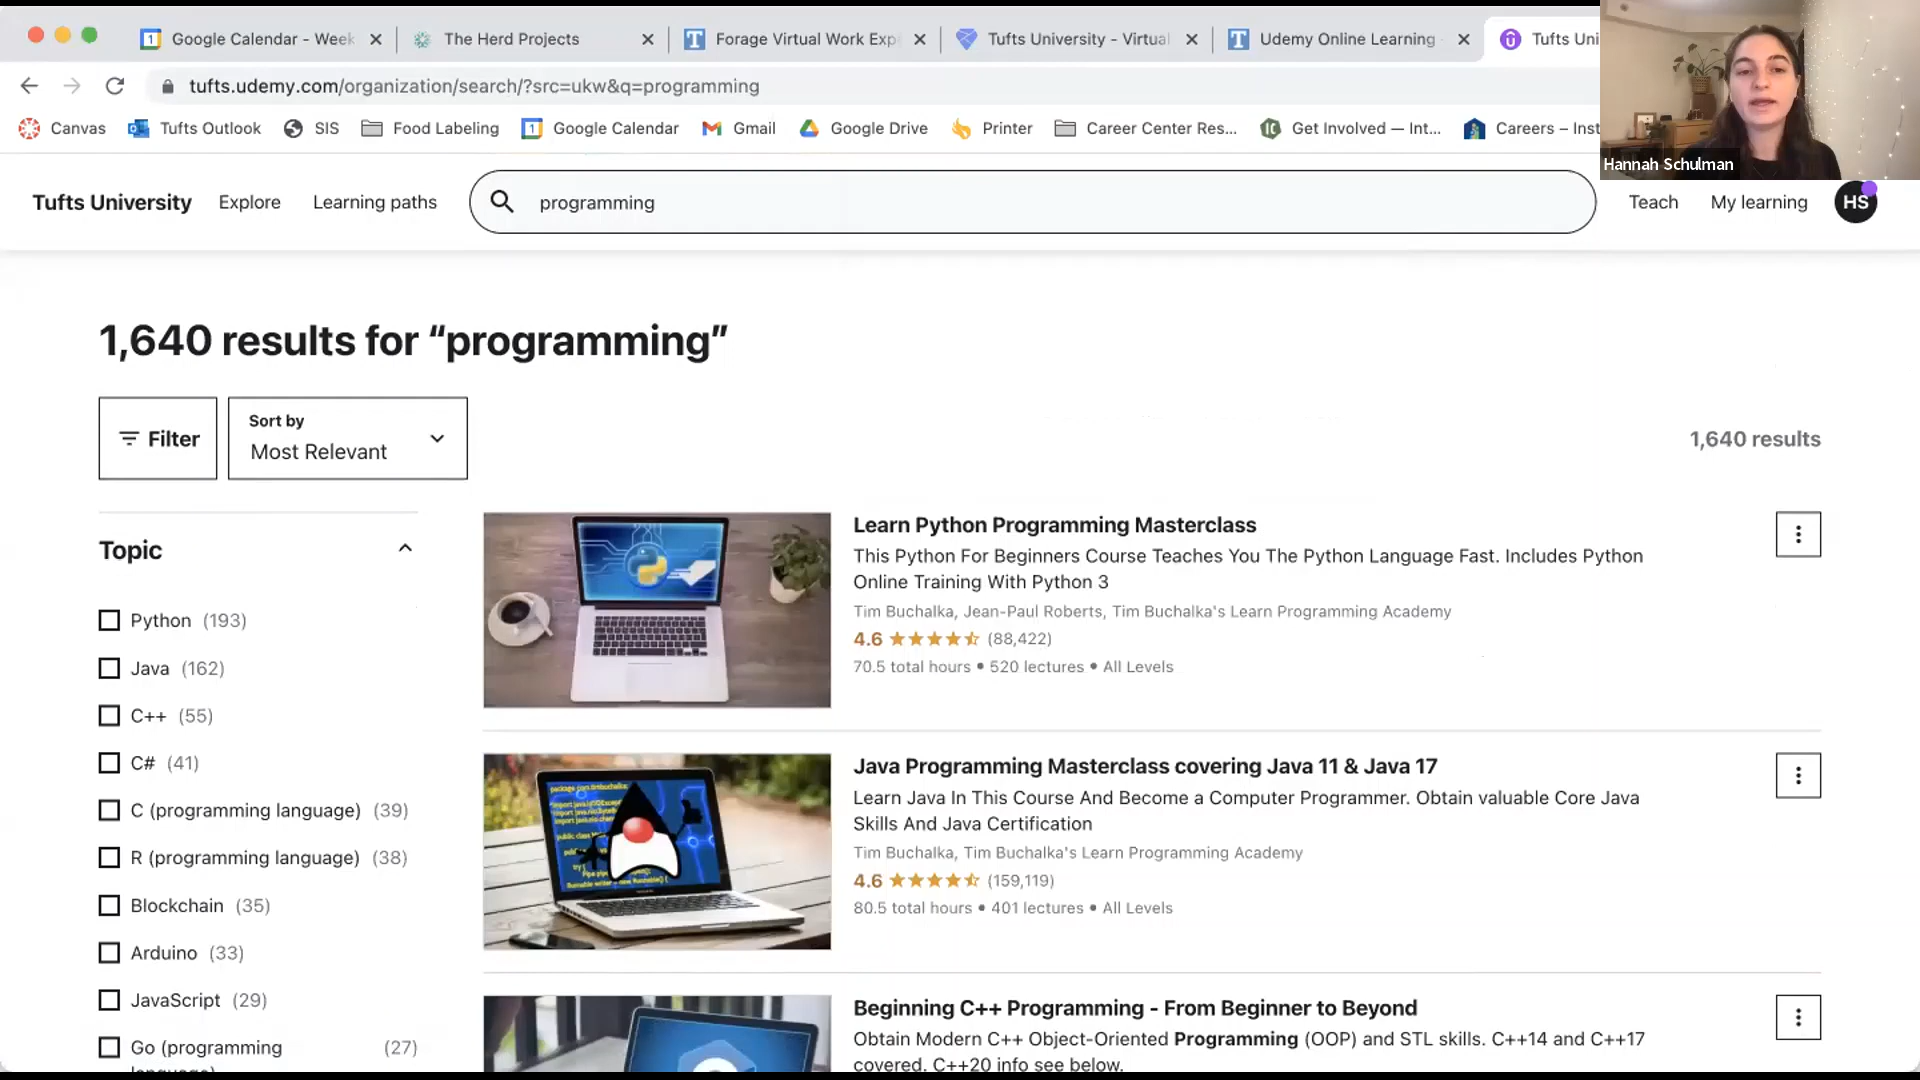 Google Calendar - Week
The Herd Projects
Forage Virtual Work Exp
Tufts University - Virtual
Udemy Online Learning
Tufts Uni
tufts.udemy.com/organization/search/?src=ukw&q=programming
Canvas
Tufts Outlook
SIS
Food Labeling
Google Calendar
Gmail
Google Drive
Printer
Career Center Res...
Get Involved — Int...
Careers – Inst
Hannah Schulman
Tufts University
Explore
Learning paths
programming
Teach
My learning
HS
1,640 results for “programming”
Filter
Sort by
Most Relevant
1,640 results
Topic
Python (193)
Java (162)
C++ (55)
C# (41)
C (programming language) (39)
R (programming language) (38)
Blockchain (35)
Arduino (33)
JavaScript (29)
Go (programming (27)
Learn Python Programming Masterclass
This Python For Beginners Course Teaches You The Python Language Fast. Includes Python
Online Training With Python 3
Tim Buchalka, Jean-Paul Roberts, Tim Buchalka's Learn Programming Academy
4.6 (88,422)
70.5 total hours • 520 lectures • All Levels
Java Programming Masterclass covering Java 11 & Java 17
Learn Java In This Course And Become a Computer Programmer. Obtain valuable Core Java
Skills And Java Certification
Tim Buchalka, Tim Buchalka's Learn Programming Academy
4.6 (159,119)
80.5 total hours • 401 lectures • All Levels
Beginning C++ Programming - From Beginner to Beyond
Obtain Modern C++ Object-Oriented Programming (OOP) and STL skills. C++14 and C++17
covered. C++20 info see below.